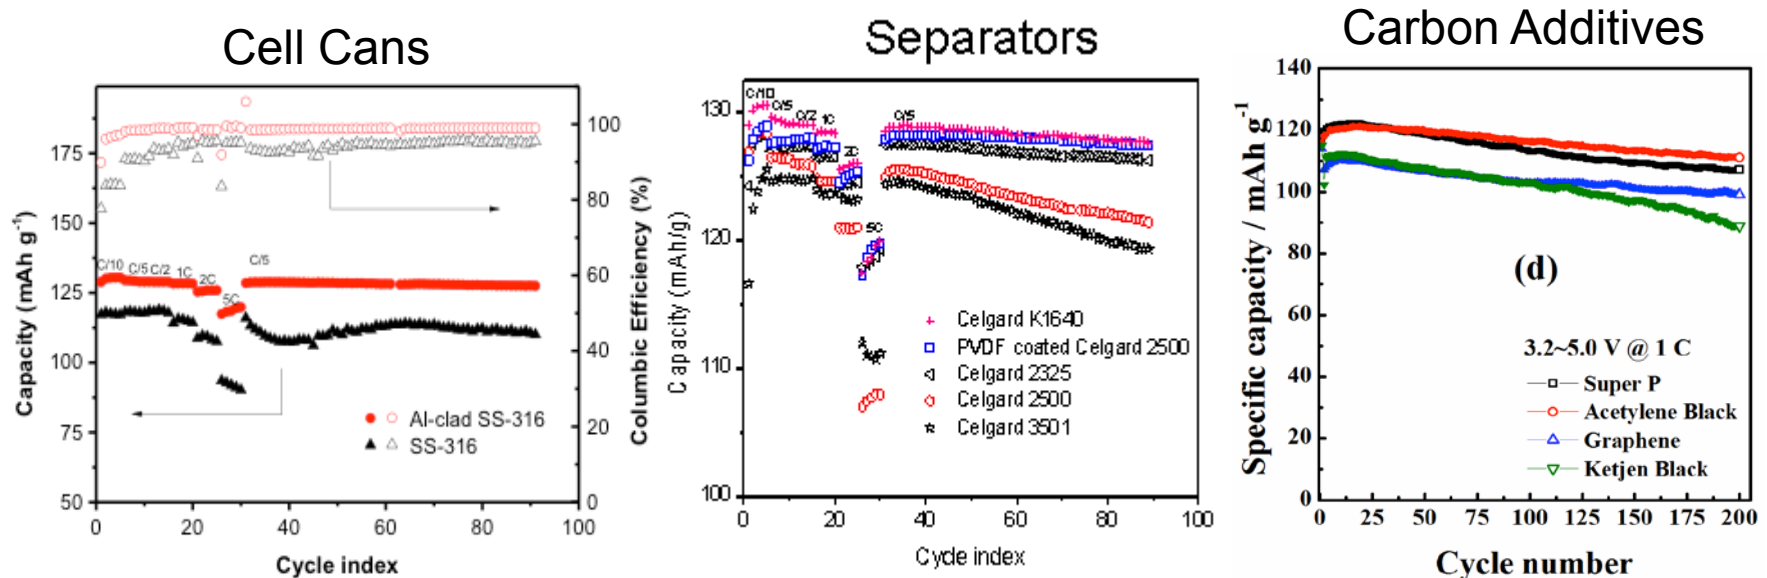 Cell Cans
Capacity (mAh g-1)
175
150
125
100
75
50
C/10
C/5
C/2
1C
2C
5C
C/5
Al-clad SS-316
SS-316
100
80
60
40
20
0
Columbic Efficiency (%)
0 20 40 60 80 100
Cycle index
Separators
Capacity (mAh/g)
130
120
110
100
C/10
C/5
C/2
1C
2C
5C
C/5
Celgard K1640
PVDF coated Celgard 2500
Celgard 2325
Celgard 2500
Celgard 3501
0 20 40 60 80 100
Cycle index
Carbon Additives
Specific capacity / mAh g-1
140
120
100
80
60
40
20
0
(d)
3.2~5.0 V @ 1 C
Super P
Acetylene Black
Graphene
Ketjen Black
0 25 50 75 100 125 150 175 200
Cycle number